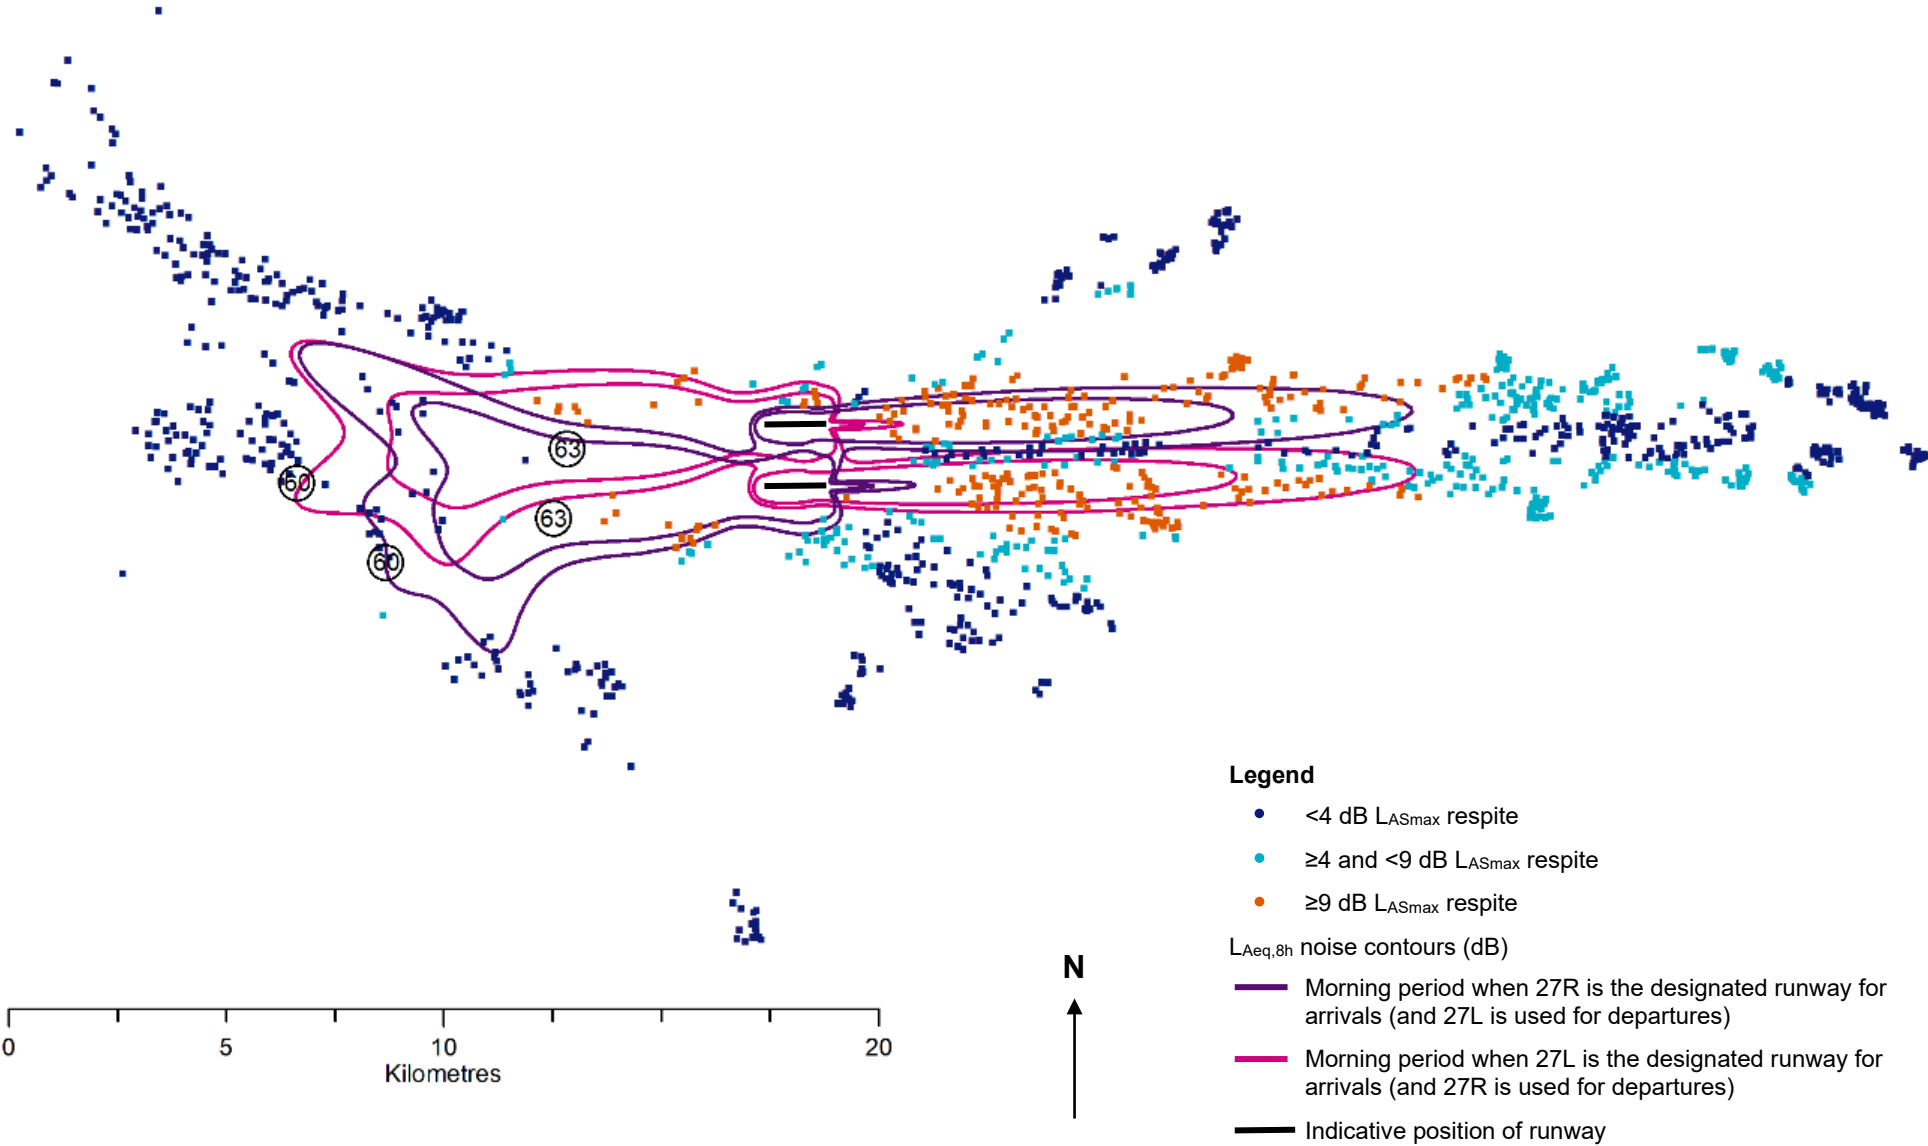 63
60
63
60
Legend
<4 dB LASmax respite
≥4 and <9 dB LASmax respite
≥9 dB LASmax respite
LAeq,8h noise contours (dB)
Morning period when 27R is the designated runway for
arrivals (and 27L is used for departures)
Morning period when 27L is the designated runway for
arrivals (and 27R is used for departures)
Indicative position of runway
N
0 5 10 20
Kilometres